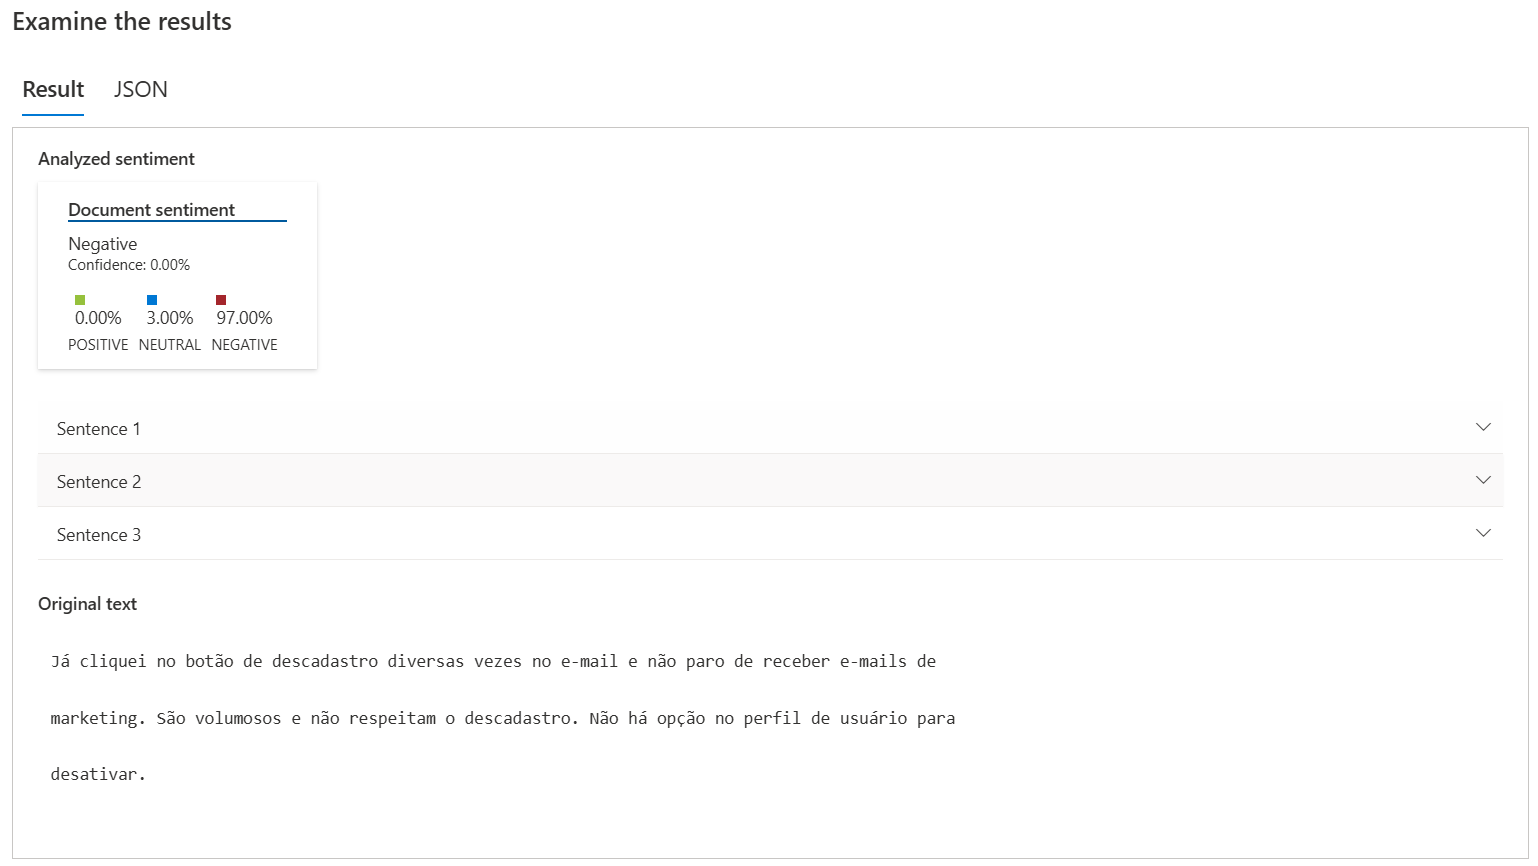 Examine the results
Result JSON
Analyzed sentiment
Document sentiment
Negative
Confidence: 0.00%
0.00% 3.00% 97.00%
POSITIVE NEUTRAL NEGATIVE
Sentence 1
Sentence 2
Sentence 3
Original text
Já cliquei no botão de descadastro diversas vezes no e-mail e não paro de receber e-mails de
marketing. São volumosos e não respeitam o descadastro. Não há opção no perfil de usuário para
desativar.